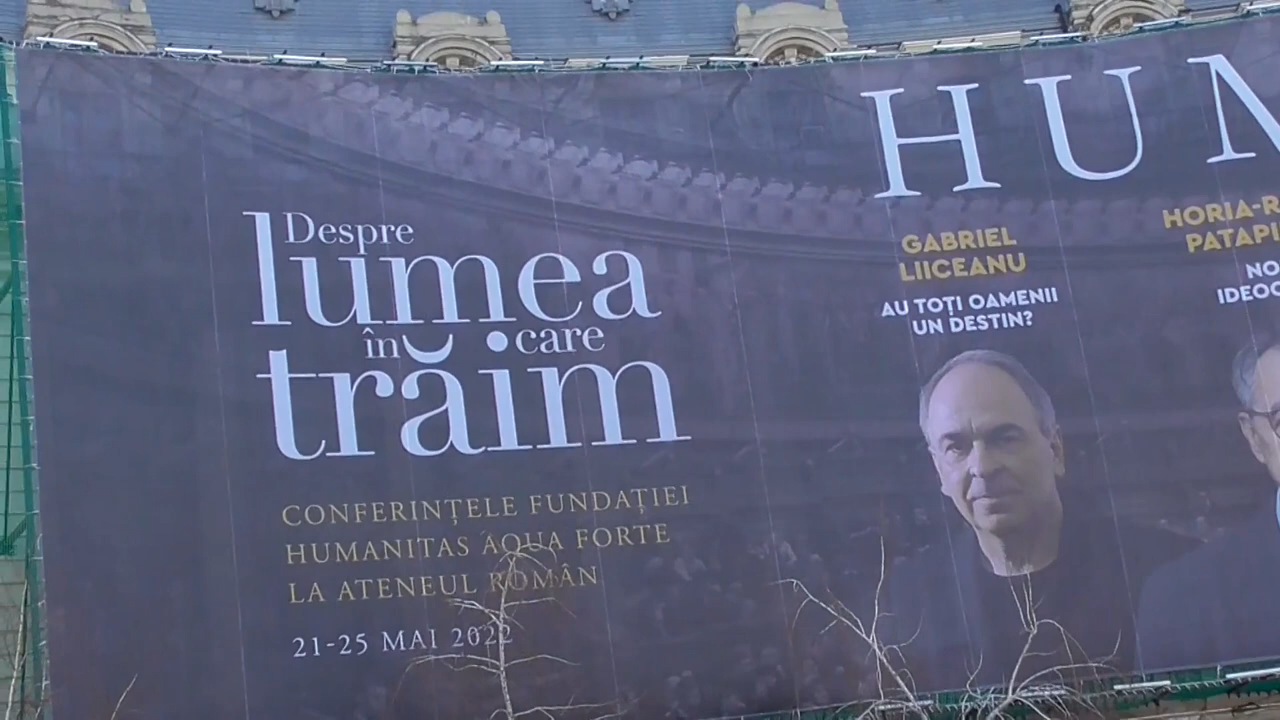 Despre
lumea
în care
trăim
CONFERINȚELE FUNDAȚIEI
HUMANITAS AQUA FORTE
LA ATENEUL ROMÂN
21-25 MAI 2022
HUM
GABRIEL
LIICEANU
AU TOȚI OAMENII
UN DESTIN?
HORIA-R
PATAPI
NO
IDEOC